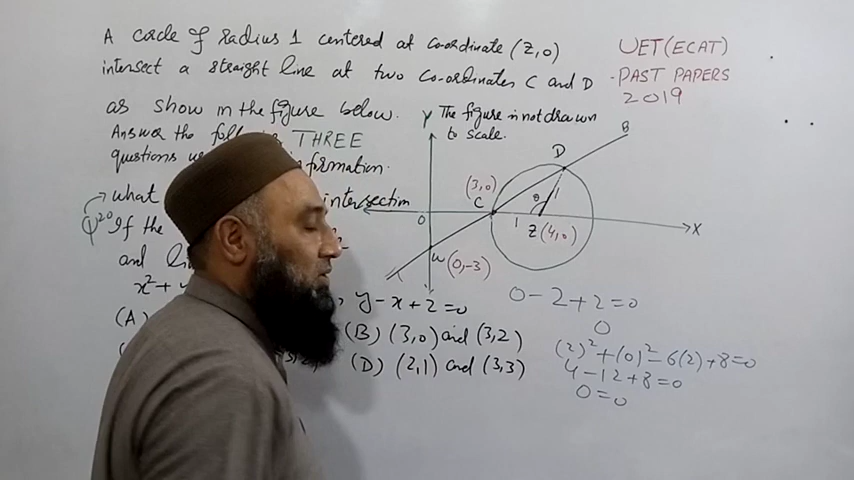 A circle of radius 1 centered at co-ordinate (Z,0)
intersect a straight line at two co-ordinates C and D
as show in the figure below.
Answer the THREE
questions formation.
what intersection
Q20 If the
and
x²+ , y-x+2=0
(A) (B) (3,0) and (3,2)
(D) (2,1) and (3,3)
UET (ECAT)
- PAST PAPERS
2019
Y The figure is not drawn
to scale.
B
D
(3,0)
C
θ 1
O
1 Z (4,0)
X
W (0,-3)
0-2+2=0
0
(2)²+(0)²-6(2)+8=0
4-12+8=0
0=0